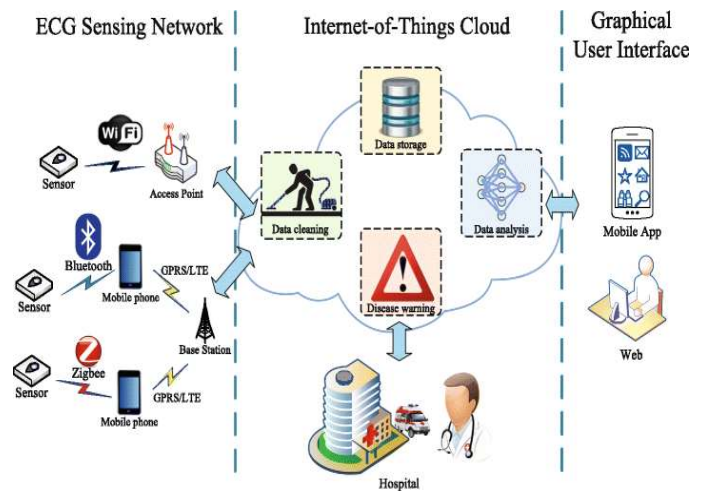 ECG Sensing Network
Internet-of-Things Cloud
Graphical
User Interface
Wi Fi
Sensor
Access Point
Bluetooth
Sensor
Mobile phone
GPRS/LTE
Base Station
Zigbee
Sensor
Mobile phone
GPRS/LTE
Data storage
Data cleaning
Data analysis
Disease warning
Hospital
Mobile App
Web